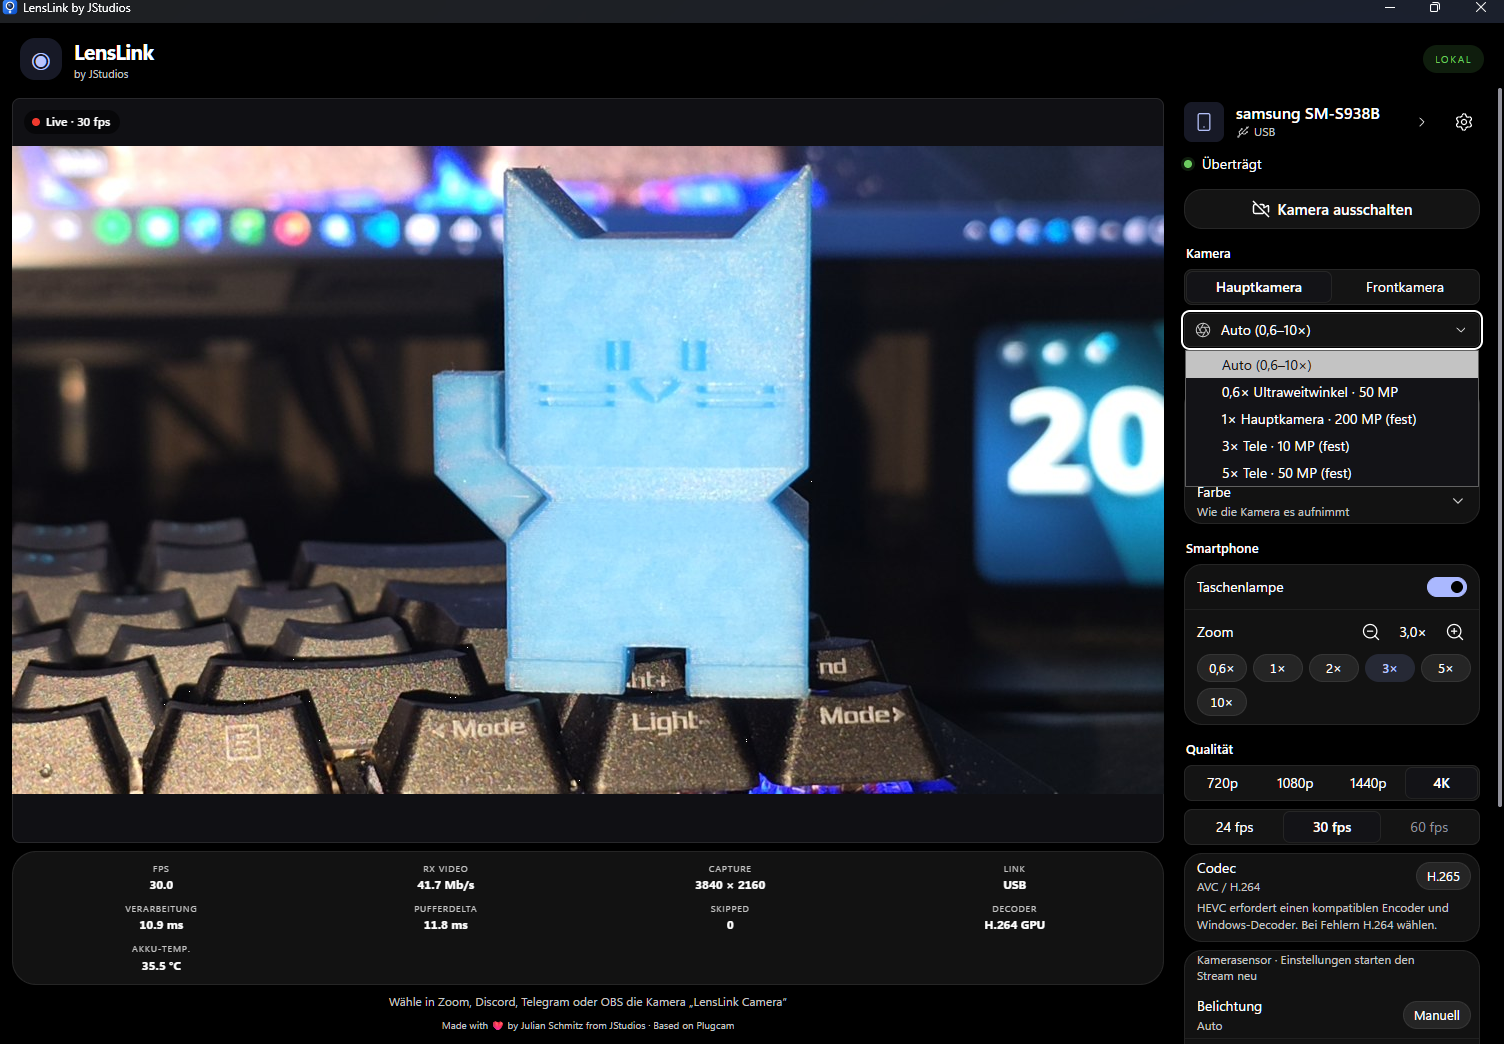 LensLink by JStudios
LensLink
by JStudios
LOKAL
Live · 30 fps
samsung SM-S938B
USB
Überträgt
Kamera ausschalten
Kamera
Hauptkamera Frontkamera
Auto (0,6–10×)
Auto (0,6–10×)
0,6× Ultraweitwinkel · 50 MP
1× Hauptkamera · 200 MP (fest)
3× Tele · 10 MP (fest)
5× Tele · 50 MP (fest)
Farbe
Wie die Kamera es aufnimmt
Smartphone
Taschenlampe
Zoom 3,0×
0,6× 1× 2× 3× 5×
10×
Qualität
720p 1080p 1440p 4K
24 fps 30 fps 60 fps
Codec
AVC / H.264
H.265
HEVC erfordert einen kompatiblen Encoder und
Windows-Decoder. Bei Fehlern H.264 wählen.
Kamerasensor · Einstellungen starten den
Stream neu
Belichtung
Auto
Manuell
20
nd
ht+
< Mode
Light-
Mode>
FPS RX VIDEO CAPTURE LINK
30.0 41.7 Mb/s 3840 × 2160 USB
VERARBEITUNG PUFFERDELTA SKIPPED DECODER
10.9 ms 11.8 ms 0 H.264 GPU
AKKU-TEMP.
35.5 °C
Wähle in Zoom, Discord, Telegram oder OBS die Kamera „LensLink Camera"
Made with ❤ by Julian Schmitz from JStudios · Based on Plugcam